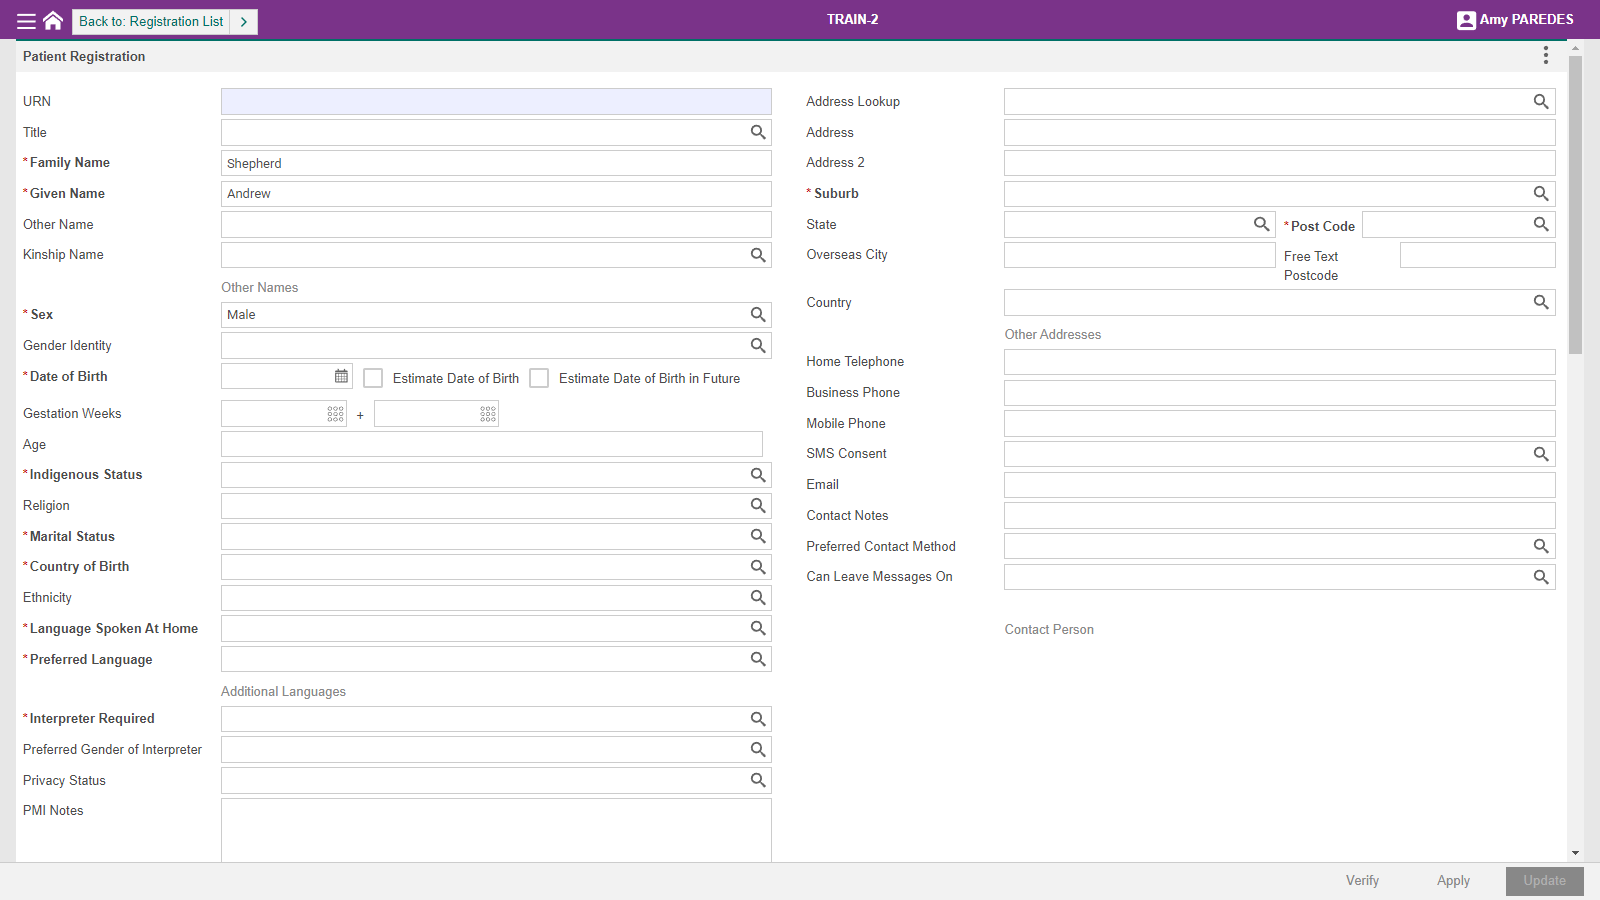 Back to: Registration List
TRAIN-2
Amy PAREDES
Patient Registration
URN
Title
*Family Name
Shepherd
*Given Name
Andrew
Other Name
Kinship Name
Other Names
*Sex
Male
Gender Identity
*Date of Birth
Estimate Date of Birth
Estimate Date of Birth in Future
Gestation Weeks
+
Age
*Indigenous Status
Religion
*Marital Status
*Country of Birth
Ethnicity
*Language Spoken At Home
*Preferred Language
Additional Languages
*Interpreter Required
Preferred Gender of Interpreter
Privacy Status
PMI Notes
Address Lookup
Address
Address 2
*Suburb
State
*Post Code
Overseas City
Free Text
Postcode
Country
Other Addresses
Home Telephone
Business Phone
Mobile Phone
SMS Consent
Email
Contact Notes
Preferred Contact Method
Can Leave Messages On
Contact Person
Verify
Apply
Update